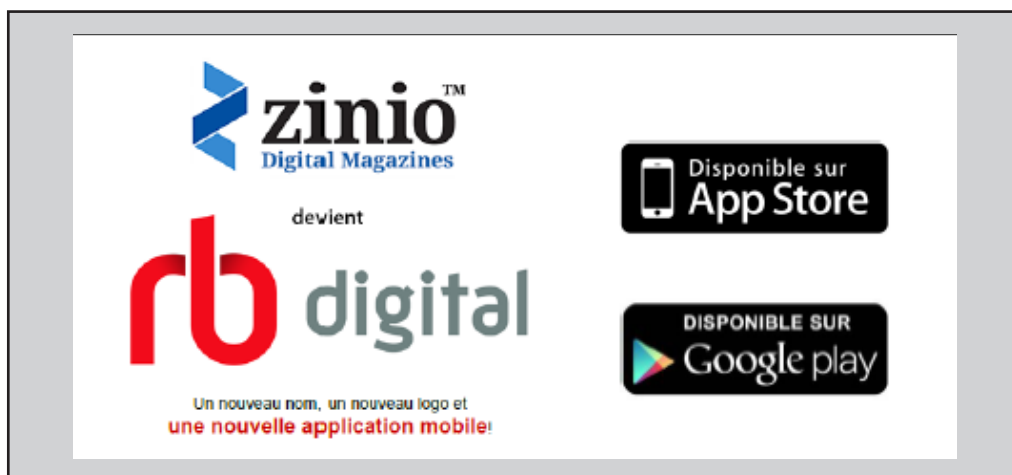 zinio™
Digital Magazines
devient
rb digital
Un nouveau nom, un nouveau logo et
une nouvelle application mobile!
Disponible sur
App Store
DISPONIBLE SUR
Google play